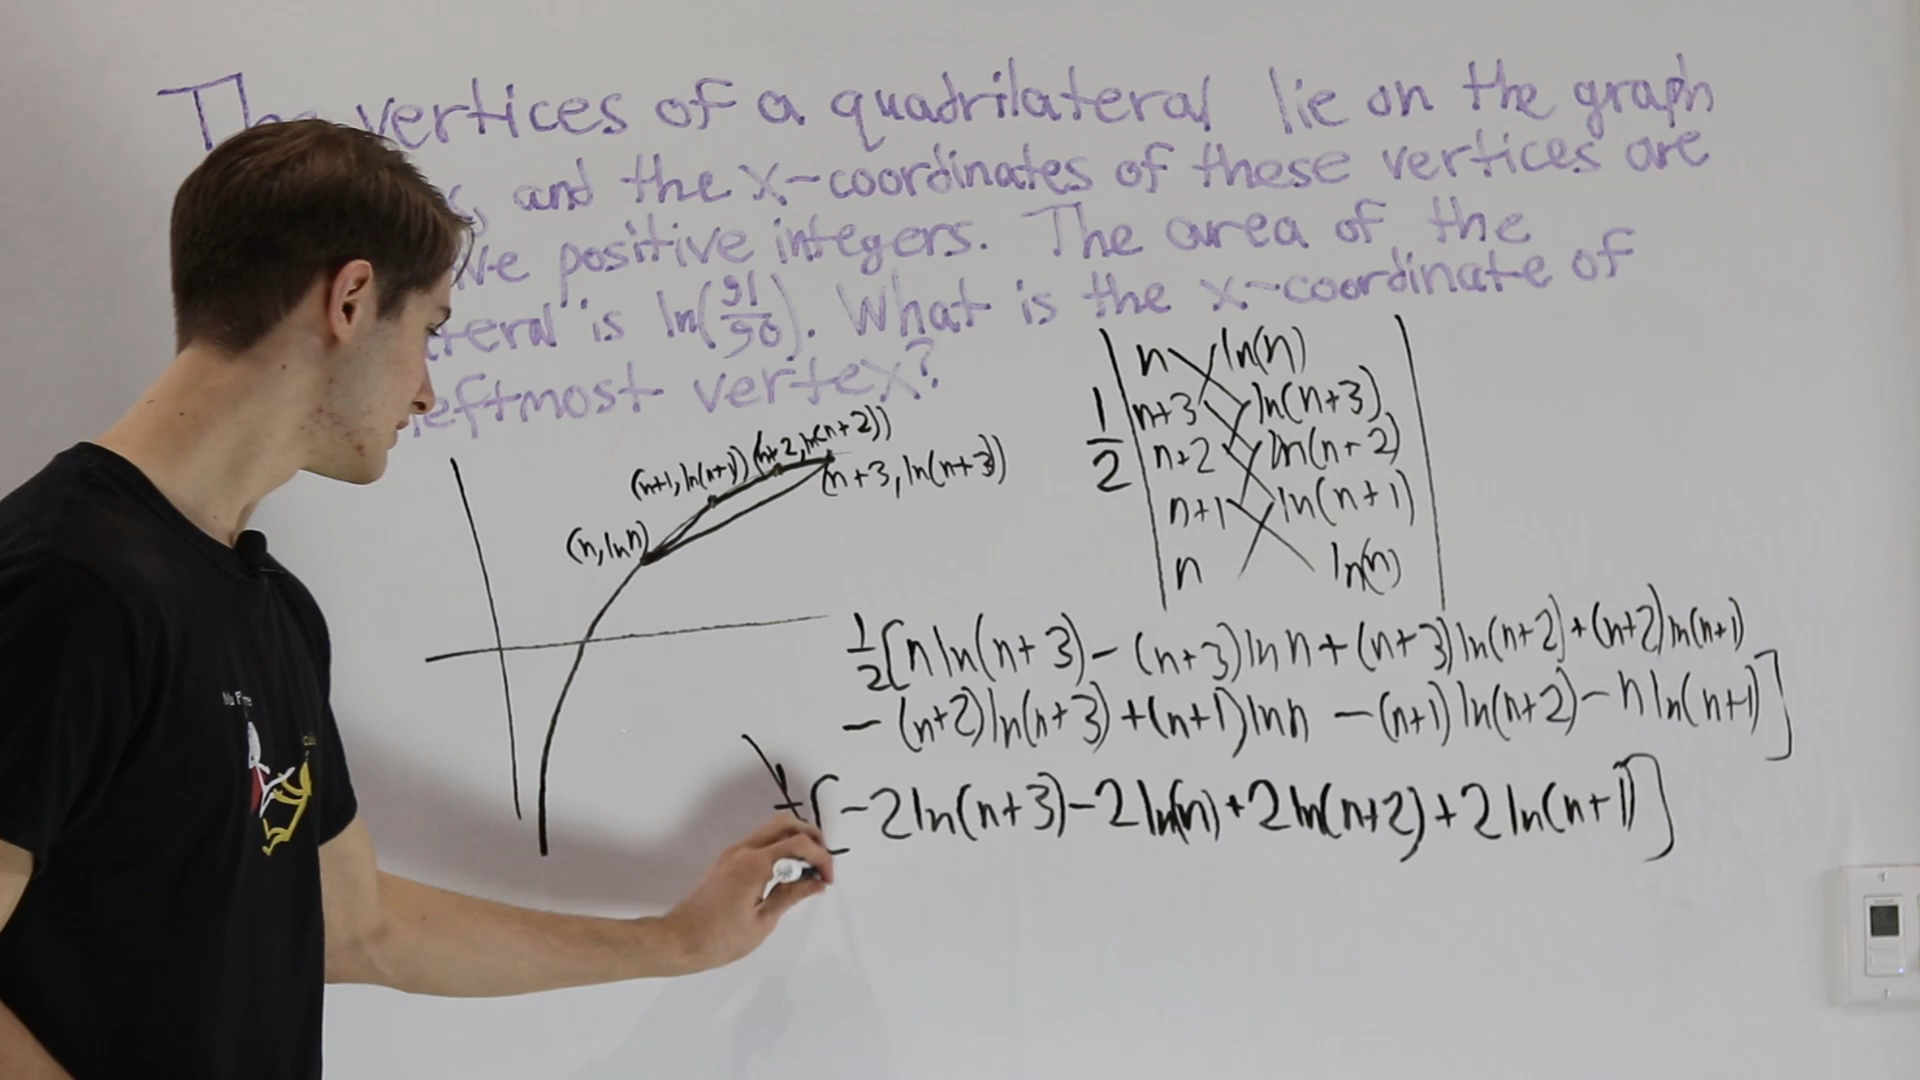 vertices of a quadrilateral lie on the graph
and the x-coordinates of these vertices are
positive integers. The area of the
is ln(91/90). What is the x-coordinate of
leftmost vertex?
(n+1, ln(n+1)) (n+2, ln(n+2))
(n+3, ln(n+3))
(n, ln n)
1/2
n ln(n)
n+3 ln(n+3)
n+2 ln(n+2)
n+1 ln(n+1)
n ln(n)
1/2[n ln(n+3) - (n+3) ln n + (n+3) ln(n+2) + (n+2) ln(n+1)
- (n+2) ln(n+3) + (n+1) ln n - (n+1) ln(n+2) - n ln(n+1)]
[-2 ln(n+3) - 2 ln(n) + 2 ln(n+2) + 2 ln(n+1)]